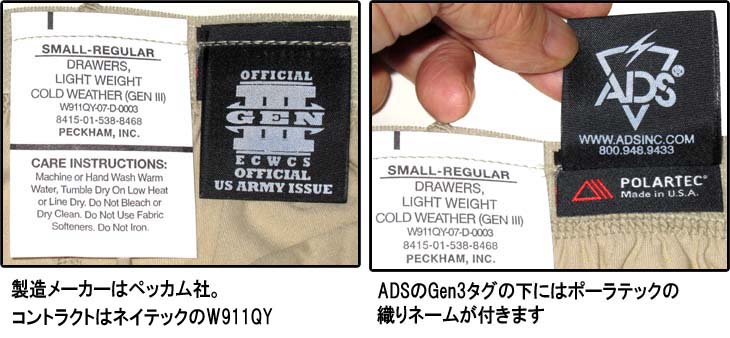 SMALL-REGULAR
DRAWERS,
LIGHT WEIGHT
COLD WEATHER (GEN III)
W911QY-07-D-0003
8415-01-538-8468
PECKHAM, INC.
CARE INSTRUCTIONS:
Machine or Hand Wash Warm
Water, Tumble Dry On Low Heat
or Line Dry. Do Not Bleach or
Dry Clean. Do Not Use Fabric
Softeners. Do Not Iron.
OFFICIAL
III
GEN
ECWCS
OFFICIAL
US ARMY ISSUE
製造メーカーはペッカム社。
コントラクトはネイテックのW911QY
ADS®
WWW.ADSINC.COM
800.948.9433
POLARTEC®
Made in U.S.A.
SMALL-REGULAR
DRAWERS,
LIGHT WEIGHT
COLD WEATHER (GEN III)
W911QY-07-D-0003
8415-01-538-8468
PECKHAM, INC.
ADSのGen3タグの下にはポーラテックの
織りネームが付きます